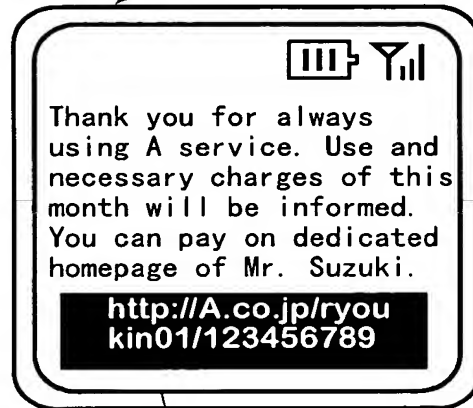 Thank you for always
using A service. Use and
necessary charges of this
month will be informed.
You can pay on dedicated
homepage of Mr. Suzuki.
http://A.co.jp/ryou
kin01/123456789